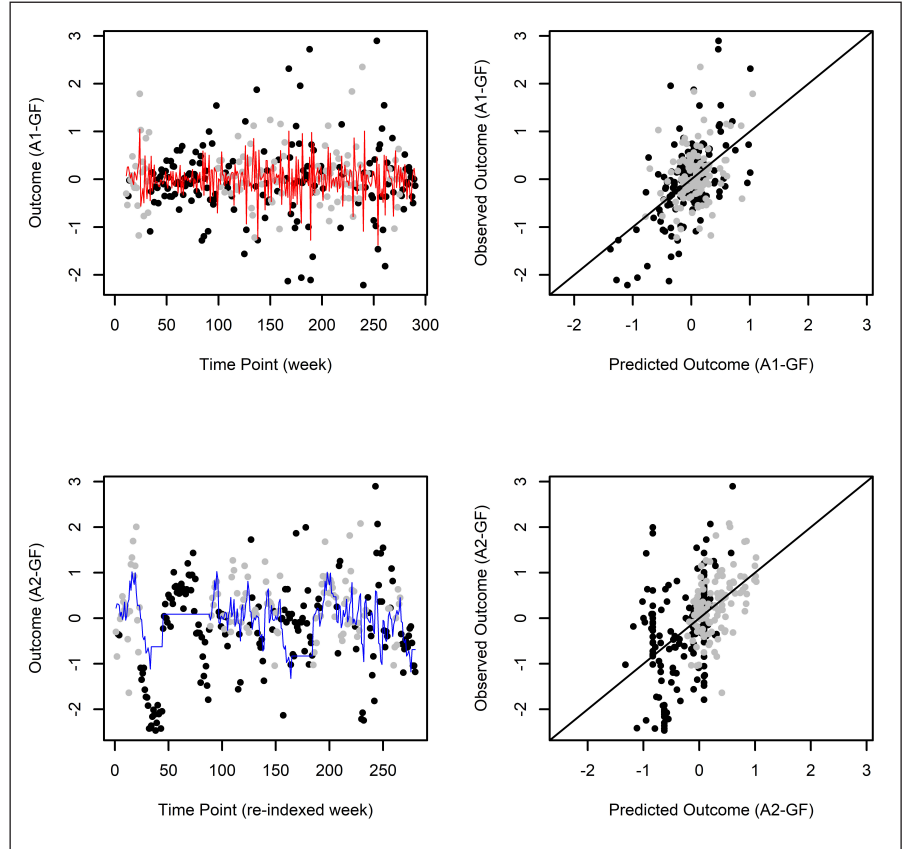 3
2
1
0
-1
-2
Outcome (A1-GF)
0 50 100 150 200 250 300
Time Point (week)
3
2
1
0
-1
-2
Observed Outcome (A1-GF)
-2 -1 0 1 2 3
Predicted Outcome (A1-GF)
3
2
1
0
-1
-2
Outcome (A2-GF)
0 50 100 150 200 250
Time Point (re-indexed week)
3
2
1
0
-1
-2
Observed Outcome (A2-GF)
-2 -1 0 1 2 3
Predicted Outcome (A2-GF)